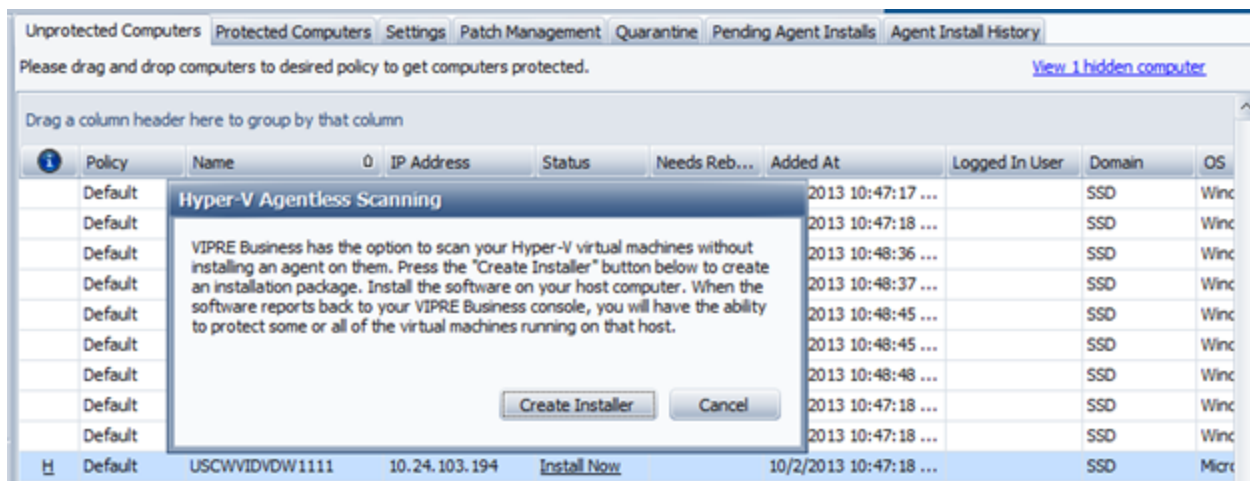 Unprotected Computers Protected Computers Settings Patch Management Quarantine Pending Agent Installs Agent Install History
Please drag and drop computers to desired policy to get computers protected. View 1 hidden computer
Drag a column header here to group by that column
Policy Name 0 IP Address Status Needs Reb... Added At Logged In User Domain OS
Default 2013 10:47:17 ... SSD Winc
Default 2013 10:47:18 ... SSD Winc
Default 2013 10:48:36 ... SSD Winc
Default 2013 10:48:37 ... SSD Winc
Default 2013 10:48:45 ... SSD Winc
Default 2013 10:48:45 ... SSD Winc
Default 2013 10:48:48 ... SSD Winc
Default 2013 10:47:18 ... SSD Winc
Default 2013 10:47:18 ... SSD Winc
Hyper-V Agentless Scanning
VIPRE Business has the option to scan your Hyper-V virtual machines without
installing an agent on them. Press the "Create Installer" button below to create
an installation package. Install the software on your host computer. When the
software reports back to your VIPRE Business console, you will have the ability
to protect some or all of the virtual machines running on that host.
Create Installer Cancel
H Default USCWVIDVDW1111 10.24.103.194 Install Now 10/2/2013 10:47:18 ... SSD Micro